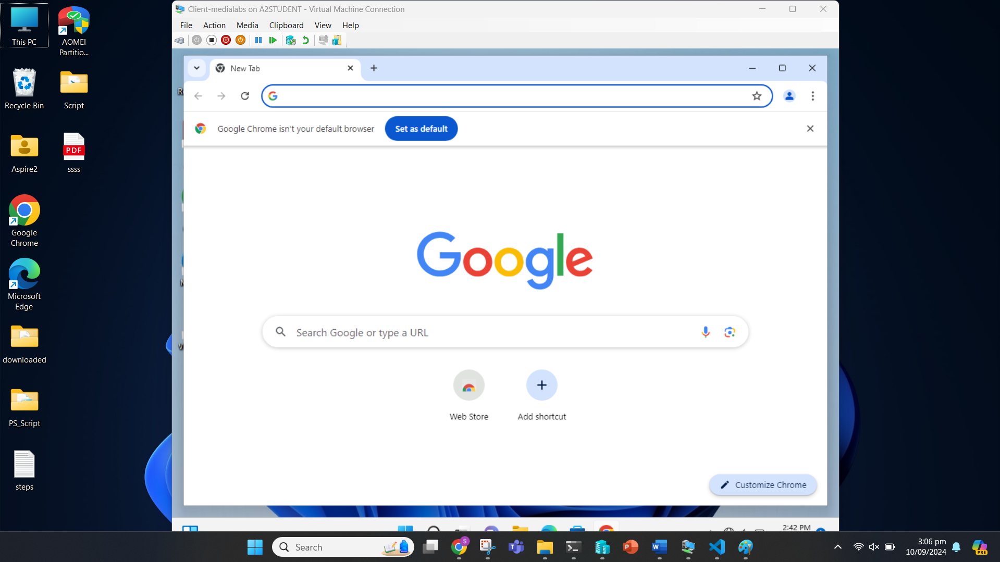 Client-medialabs on A2STUDENT - Virtual Machine Connection
File Action Media Clipboard View Help
New Tab
Google Chrome isn't your default browser Set as default
Google
Search Google or type a URL
Web Store
Add shortcut
Customize Chrome
2:42 PM
This PC
AOMEI
Partitio...
Recycle Bin
Script
Aspire2
PDF
ssss
Google
Chrome
Microsoft
Edge
downloaded
PS_Script
steps
Search
S
3:06 pm
10/09/2024
PRE